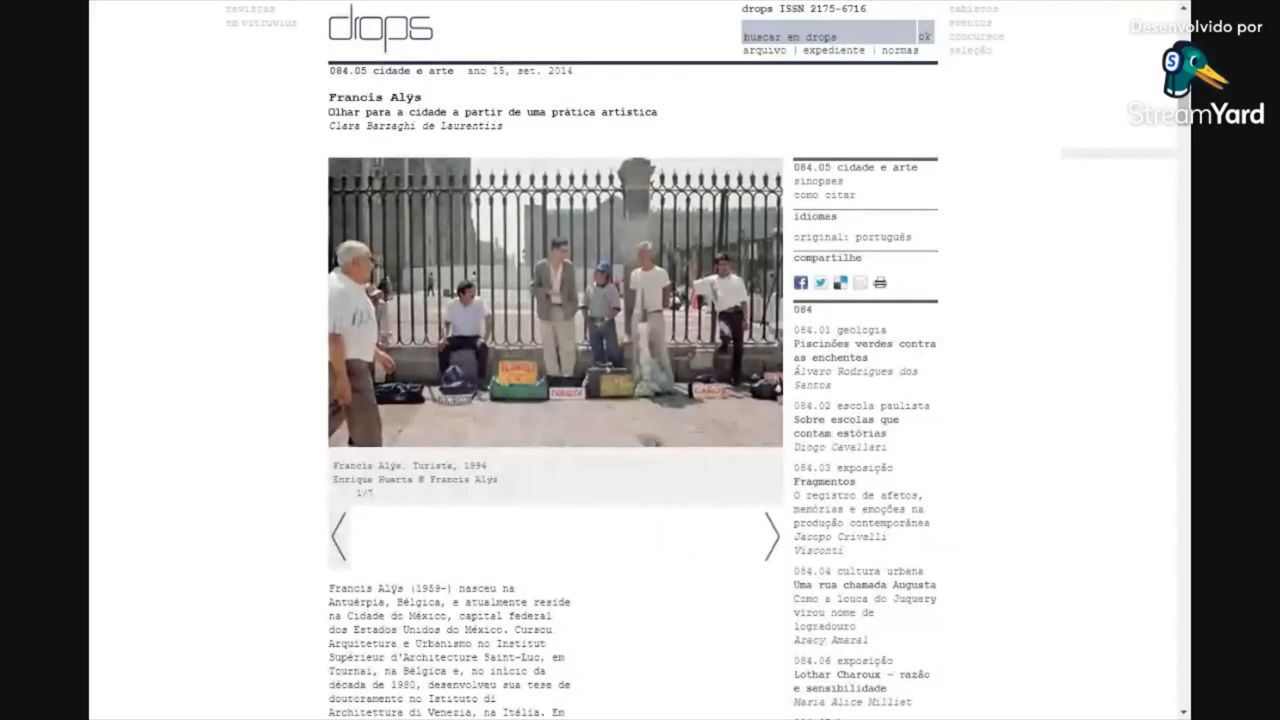 revistas
em vitruvius
drops
drops ISSN 2175-6716
buscar em drops ok
arquivo | expediente | normas
rabiscos
eventos
concursos
seleção
Desenvolvido por
StreamYard
084.05 cidade e arte ano 15, set. 2014
Francis Alÿs
Olhar para a cidade a partir de uma prática artística
Clara Barzaghi de Laurentiis
Francis Alÿs. Turista, 1994
Enrique Huerta © Francis Alÿs
1/7
Francis Alÿs (1959-) nasceu na
Antuérpia, Bélgica, e atualmente reside
na Cidade do México, capital federal
dos Estados Unidos do México. Cursou
Arquitetura e Urbanismo no Institut
Supérieur d'Architecture Saint-Luc, em
Tournai, na Bélgica e, no início da
década de 1980, desenvolveu sua tese de
doutoramento no Istituto di
Architettura di Venezia, na Itália. Em
084.05 cidade e arte
sinopses
como citar
idiomas
original: português
compartilhe
084
084.01 geologia
Piscinões verdes contra
as enchentes
Álvaro Rodrigues dos
Santos
084.02 escola paulista
Sobre escolas que
contam estórias
Diogo Cavallari
084.03 exposição
Fragmentos
O registro de afetos,
memórias e emoções na
produção contemporânea
Jacopo Crivelli
Visconti
084.04 cultura urbana
Uma rua chamada Augusta
Como a louca do Juquery
virou nome de
logradouro
Aracy Amaral
084.06 exposição
Lothar Charoux – razão
e sensibilidade
Maria Alice Milliet